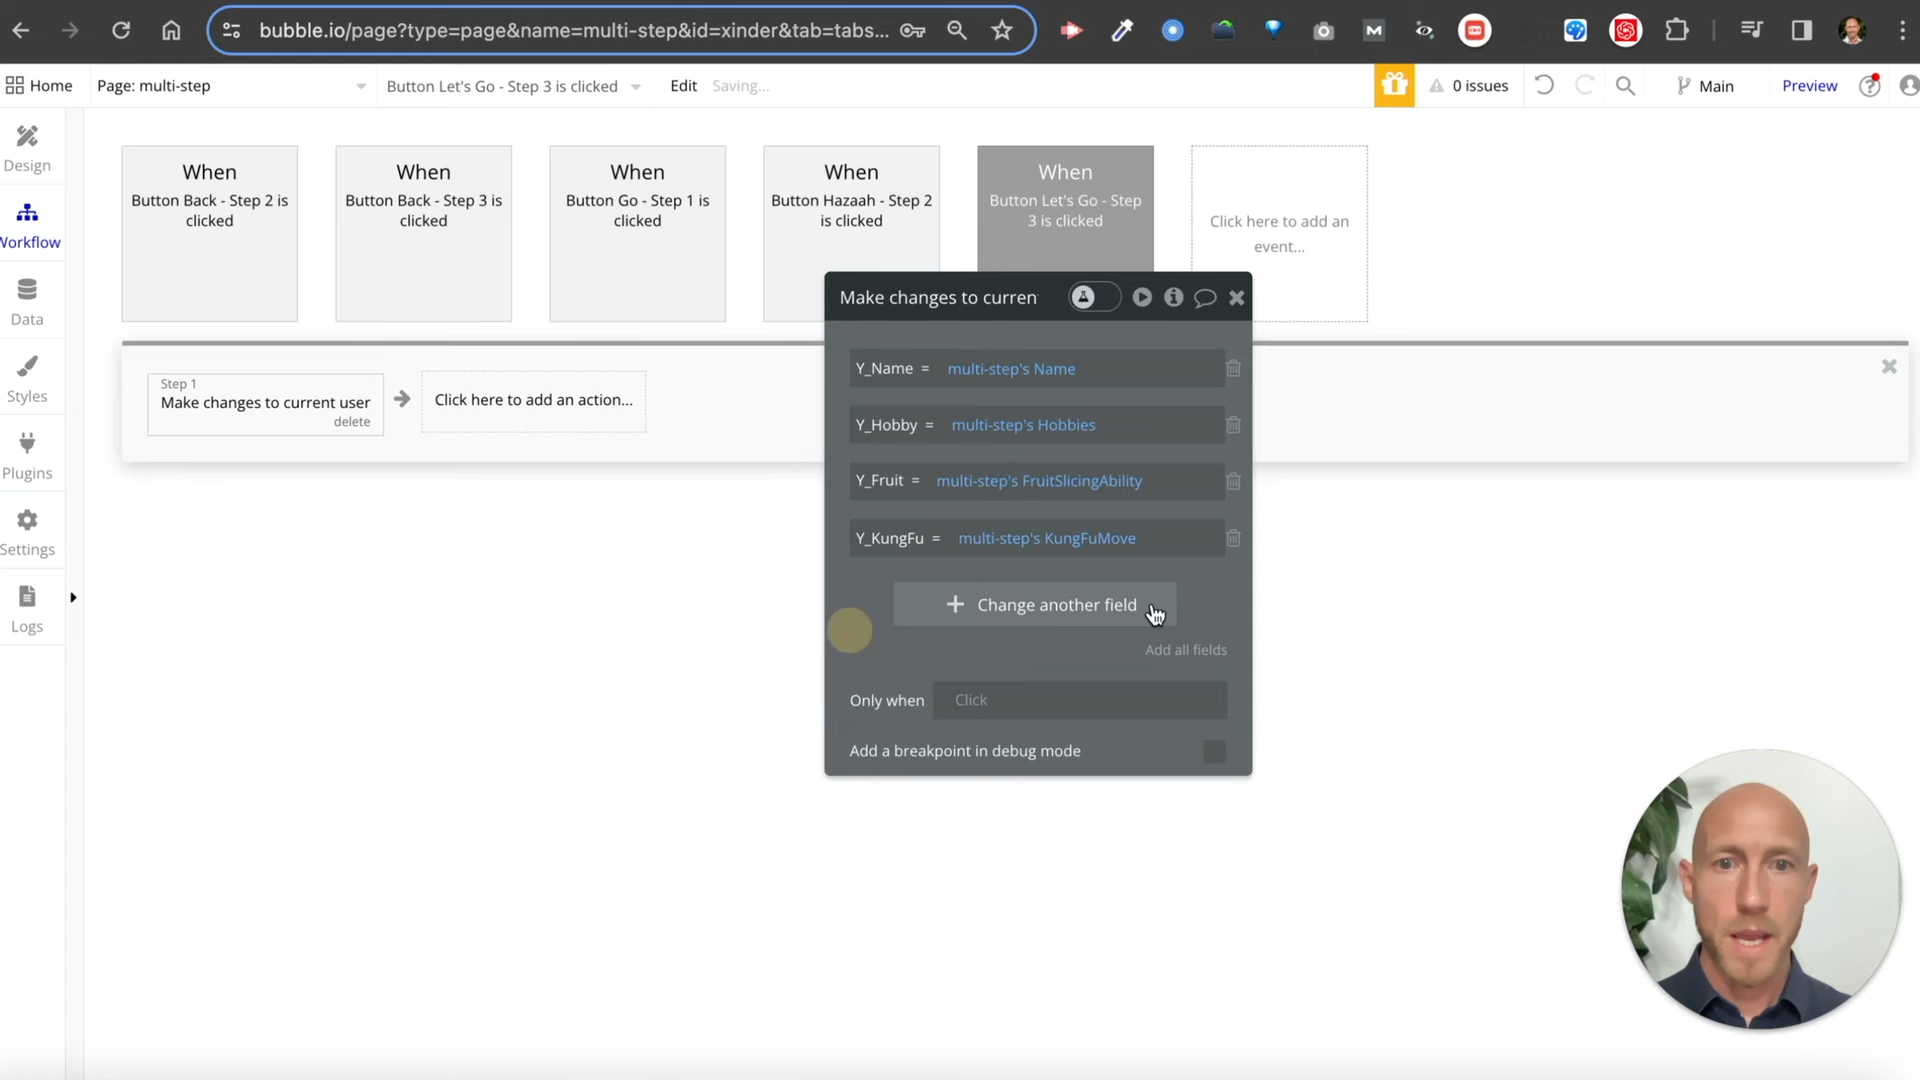 bubble.io/page?type=page&name=multi-step&id=xinder&tab=tabs...
Home
Page: multi-step
Button Let's Go - Step 3 is clicked
Edit
Saving...
0 issues
Main
Preview
Design
Workflow
Data
Styles
Plugins
Settings
Logs
When
Button Back - Step 2 is
clicked
When
Button Back - Step 3 is
clicked
When
Button Go - Step 1 is
clicked
When
Button Hazaah - Step 2
is clicked
When
Button Let's Go - Step
3 is clicked
Click here to add an
event...
Step 1
Make changes to current user
delete
Click here to add an action...
Make changes to curren
Y_Name = multi-step's Name
Y_Hobby = multi-step's Hobbies
Y_Fruit = multi-step's FruitSlicingAbility
Y_KungFu = multi-step's KungFuMove
+ Change another field
Add all fields
Only when Click
Add a breakpoint in debug mode